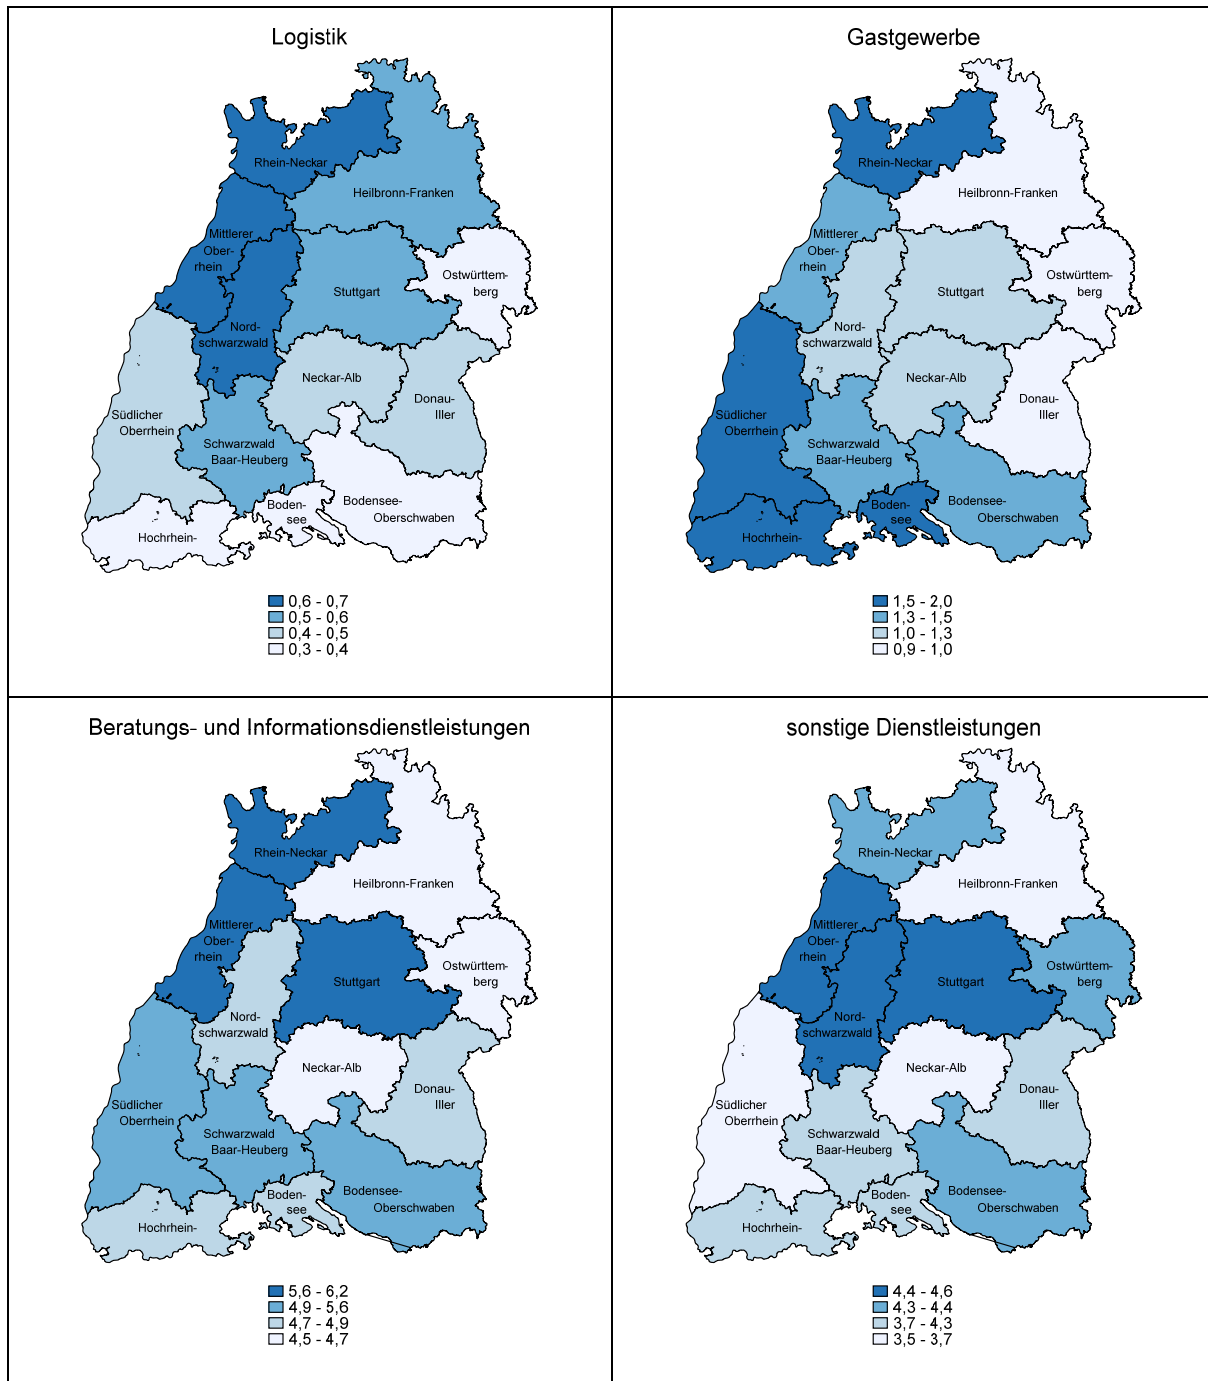 Logistik
Rhein-Neckar
Heilbronn-Franken
Mittlerer
Ober-
rhein
Ostwürttem-
berg
Stuttgart
Nord-
schwarzwald
Neckar-Alb
Donau-
Iller
Südlicher
Oberrhein
Schwarzwald
Baar-Heuberg
Boden-
see
Bodensee-
Oberschwaben
Hochrhein-
0,6 - 0,7
0,5 - 0,6
0,4 - 0,5
0,3 - 0,4
Gastgewerbe
Rhein-Neckar
Heilbronn-Franken
Mittlerer
Ober-
rhein
Ostwürttem-
berg
Stuttgart
Nord-
schwarzwald
Neckar-Alb
Donau-
Iller
Südlicher
Oberrhein
Schwarzwald
Baar-Heuberg
Boden-
see
Bodensee-
Oberschwaben
Hochrhein-
1,5 - 2,0
1,3 - 1,5
1,0 - 1,3
0,9 - 1,0
Beratungs- und Informationsdienstleistungen
Rhein-Neckar
Heilbronn-Franken
Mittlerer
Ober-
rhein
Ostwürttem-
berg
Stuttgart
Nord-
schwarzwald
Neckar-Alb
Donau-
Iller
Südlicher
Oberrhein
Schwarzwald
Baar-Heuberg
Boden-
see
Bodensee-
Oberschwaben
Hochrhein-
5,6 - 6,2
4,9 - 5,6
4,7 - 4,9
4,5 - 4,7
sonstige Dienstleistungen
Rhein-Neckar
Heilbronn-Franken
Mittlerer
Ober-
rhein
Ostwürttem-
berg
Stuttgart
Nord-
schwarzwald
Neckar-Alb
Donau-
Iller
Südlicher
Oberrhein
Schwarzwald
Baar-Heuberg
Boden-
see
Bodensee-
Oberschwaben
Hochrhein-
4,4 - 4,6
4,3 - 4,4
3,7 - 4,3
3,5 - 3,7